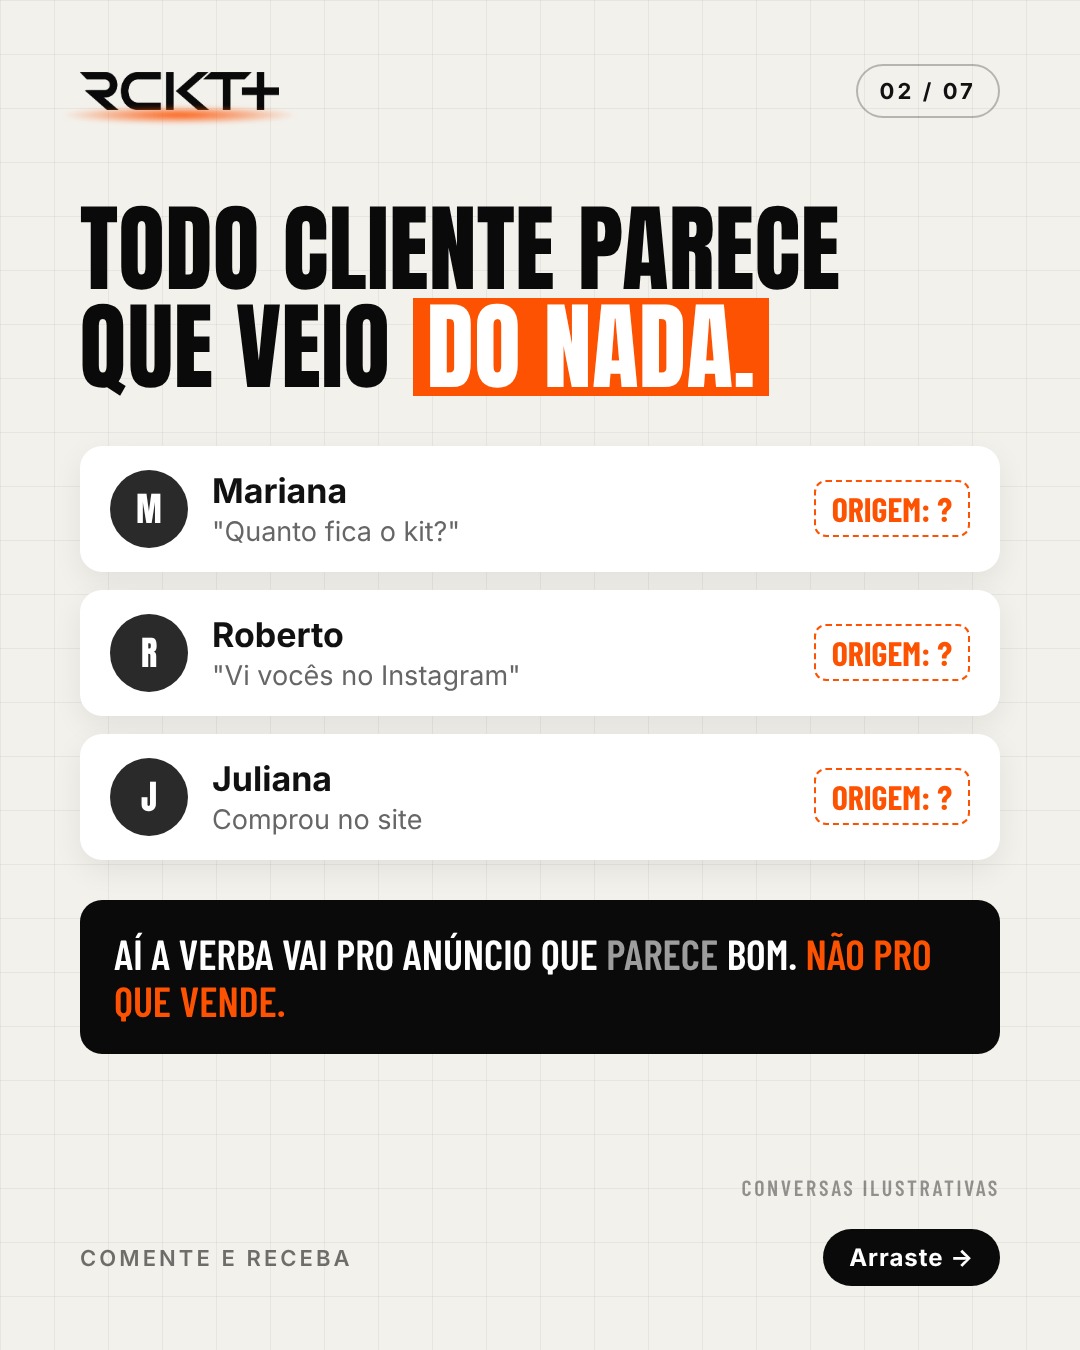 RCKT+
02 / 07
TODO CLIENTE PARECE
QUE VEIO DO NADA.
M
Mariana
"Quanto fica o kit?"
ORIGEM: ?
R
Roberto
"Vi vocês no Instagram"
ORIGEM: ?
J
Juliana
Comprou no site
ORIGEM: ?
AÍ A VERBA VAI PRO ANÚNCIO QUE PARECE BOM. NÃO PRO
QUE VENDE.
CONVERSAS ILUSTRATIVAS
COMENTE E RECEBA
Arraste →